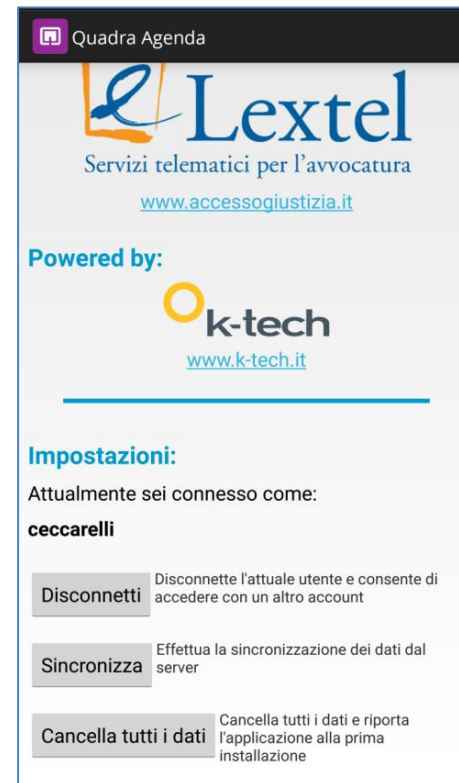 Quadra Agenda
Lextel
Servizi telematici per l'avvocatura
www.accessogiustizia.it
Powered by:
k-tech
www.k-tech.it
Impostazioni:
Attualmente sei connesso come:
ceccarelli
Disconnetti
Disconnette l'attuale utente e consente di
accedere con un altro account
Sincronizza
Effettua la sincronizzazione dei dati dal
server
Cancella tutti i dati
Cancella tutti i dati e riporta
l'applicazione alla prima
installazione